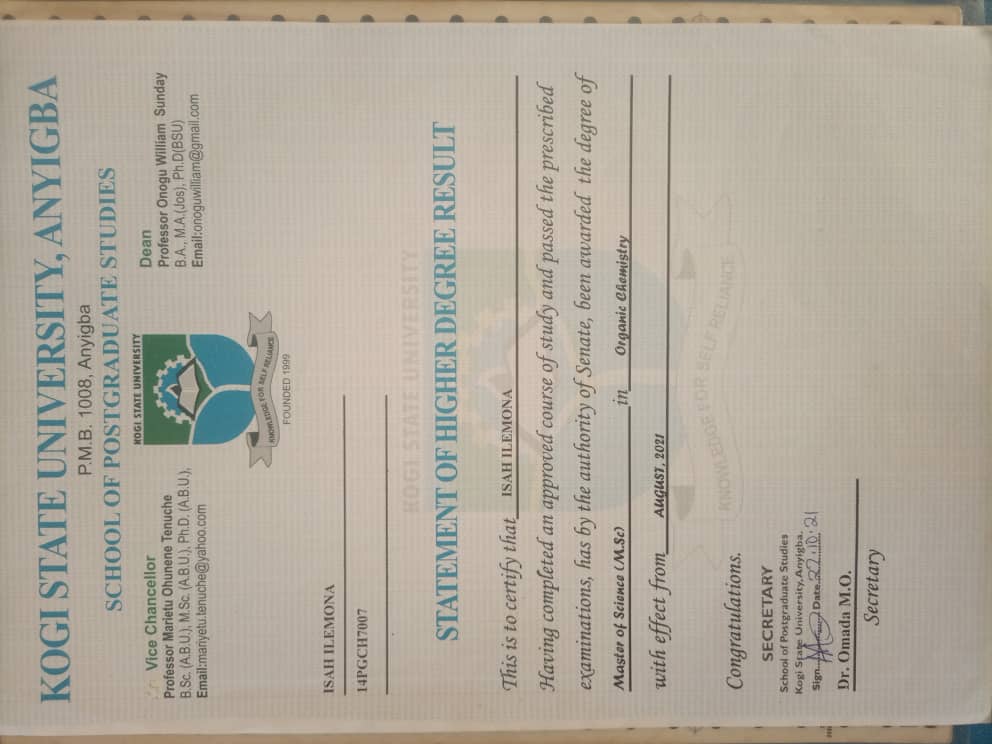 KOGI STATE UNIVERSITY, ANYIGBA
P.M.B. 1008, Anyigba
SCHOOL OF POSTGRADUATE STUDIES
Vice Chancellor
Professor Marietu Ohunene Tenuche
B.Sc. (A.B.U.), M.Sc. (A.B.U.), Ph.D. (A.B.U.),
Email:mariyetu.tenuche@yahoo.com
KOGI STATE UNIVERSITY
KNOWLEDGE FOR SELF RELIANCE
FOUNDED 1999
Dean
Professor Onogu William Sunday
B.A., M.A.(Jos), Ph.D(BSU)
Email:onoguwilliam@gmail.com
ISAH ILEMONA
14PGCH7007
STATEMENT OF HIGHER DEGREE RESULT
This is to certify that ISAH ILEMONA
Having completed an approved course of study and passed the prescribed
examinations, has by the authority of Senate, been awarded the degree of
Master of Science (M.Sc) in Organic Chemistry
with effect from AUGUST, 2021
Congratulations.
SECRETARY
School of Postgraduate Studies
Kogi State University, Anyigba.
Sign. Date 27.10.21
Dr. Omada M.O.
Secretary
KOGI STATE UNIVERSITY
KNOWLEDGE FOR SELF RELIANCE